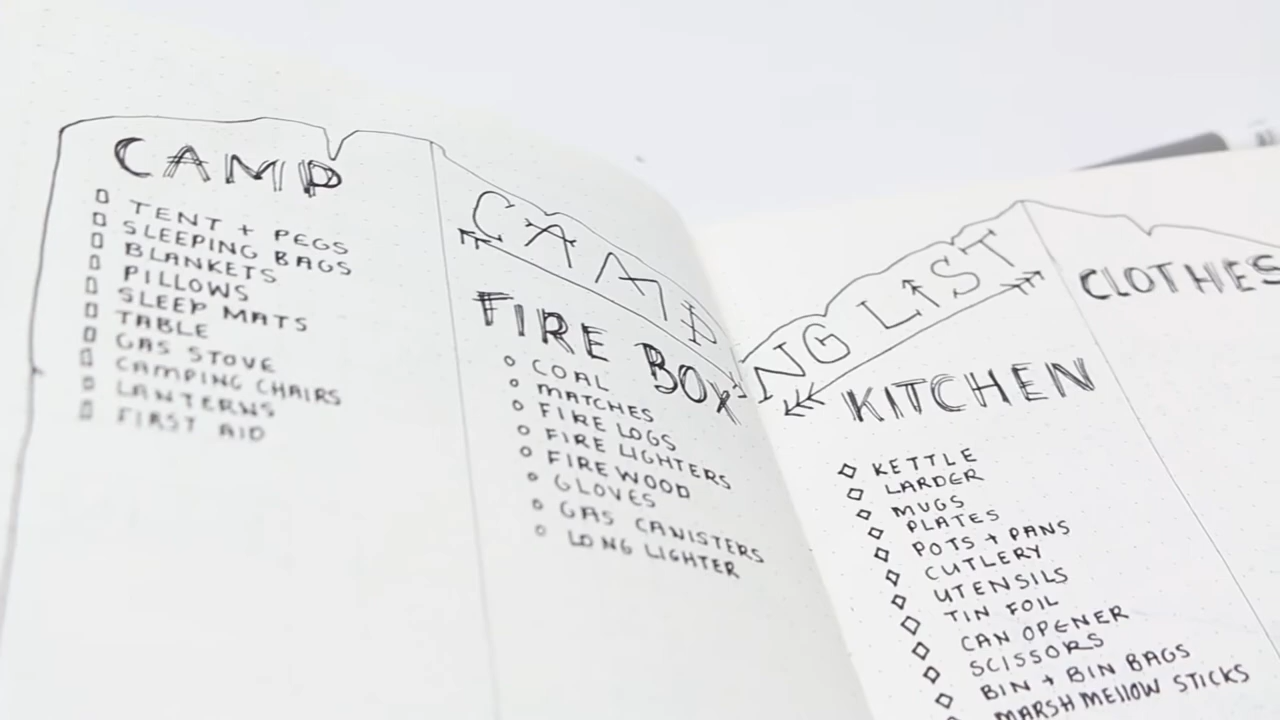 CAMP
TENT + PEGS
SLEEPING BAGS
BLANKETS
PILLOWS
SLEEP MATS
TABLE
GAS STOVE
CAMPING CHAIRS
LANTERNS
FIRST AID
CAMP
NG LIST
FIRE BOX
COAL
MATCHES
FIRE LOGS
FIRE LIGHTERS
FIREWOOD
GLOVES
GAS CANISTERS
LONG LIGHTER
KITCHEN
KETTLE
LARDER
MUGS
PLATES
POTS + PANS
CUTLERY
UTENSILS
TIN FOIL
CAN OPENER
SCISSORS
BIN + BIN BAGS
MARSHMELLOW STICKS
CLOTHES